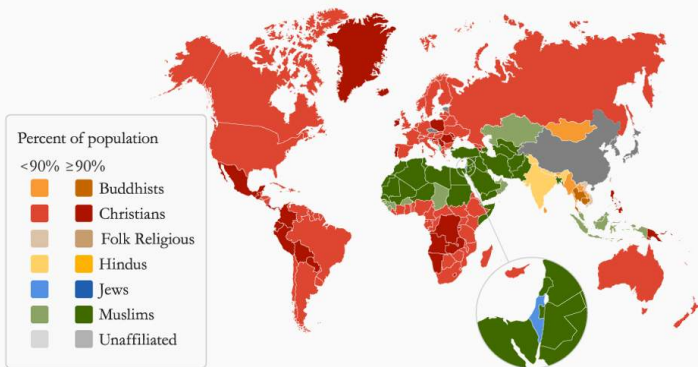 Percent of population
<90% ≥90%
Buddhists
Christians
Folk Religious
Hindus
Jews
Muslims
Unaffiliated